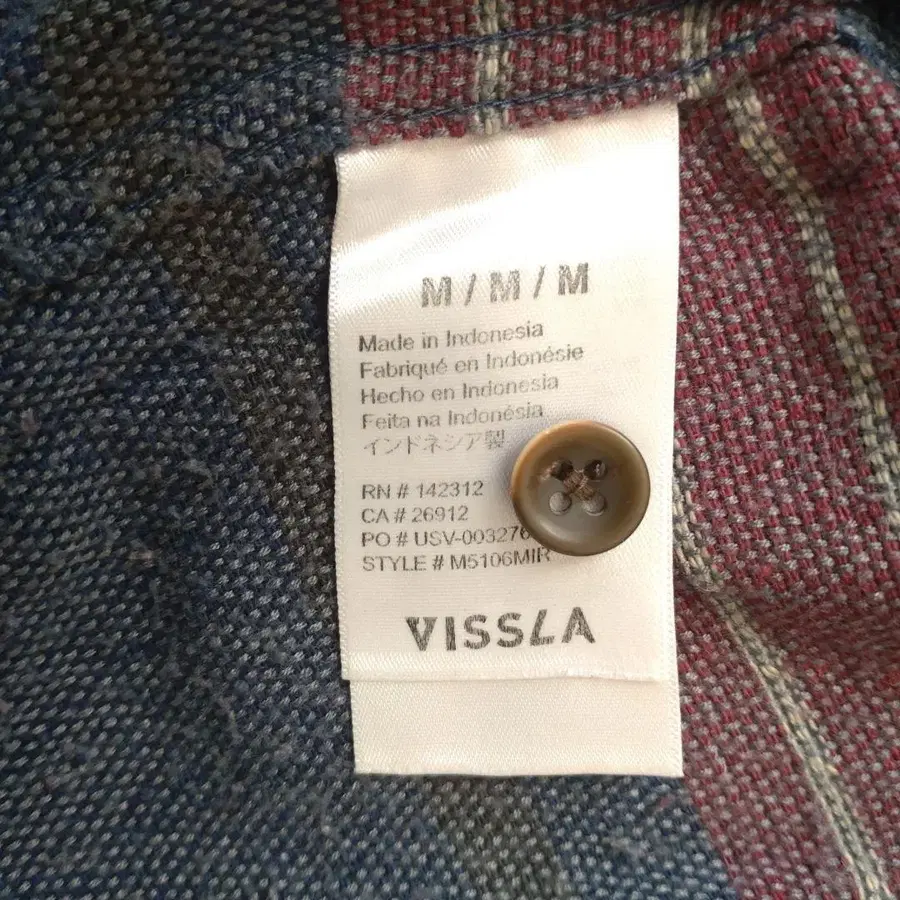 M / M / M
Made in Indonesia
Fabriqué en Indonésie
Hecho en Indonesia
Feita na Indonésia
インドネシア製
RN # 142312
CA # 26912
PO #
STYLE # M5106MIR
VISSLA